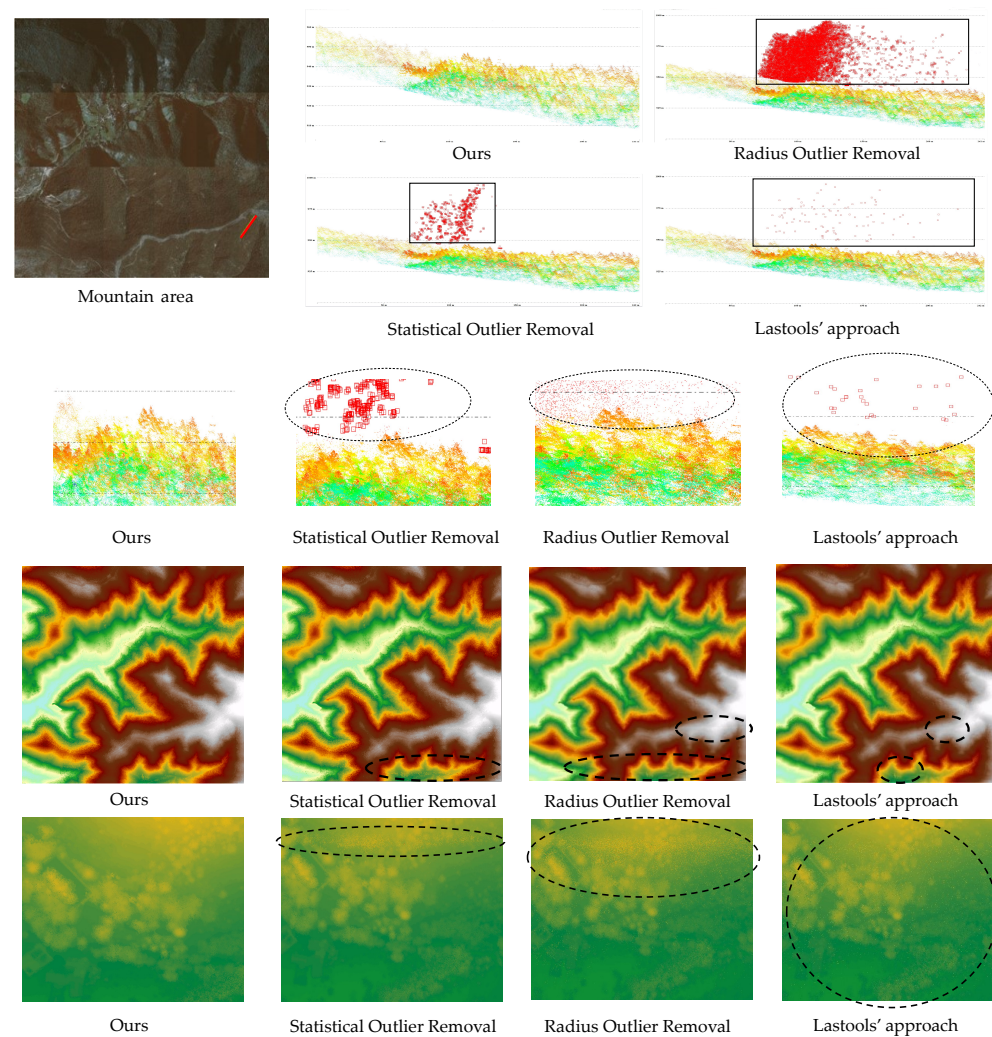 Ours
Radius Outlier Removal
Mountain area
Statistical Outlier Removal
Lastools’ approach
Ours
Statistical Outlier Removal
Radius Outlier Removal
Lastools’ approach
Ours
Statistical Outlier Removal
Radius Outlier Removal
Lastools’ approach
Ours
Statistical Outlier Removal
Radius Outlier Removal
Lastools’ approach